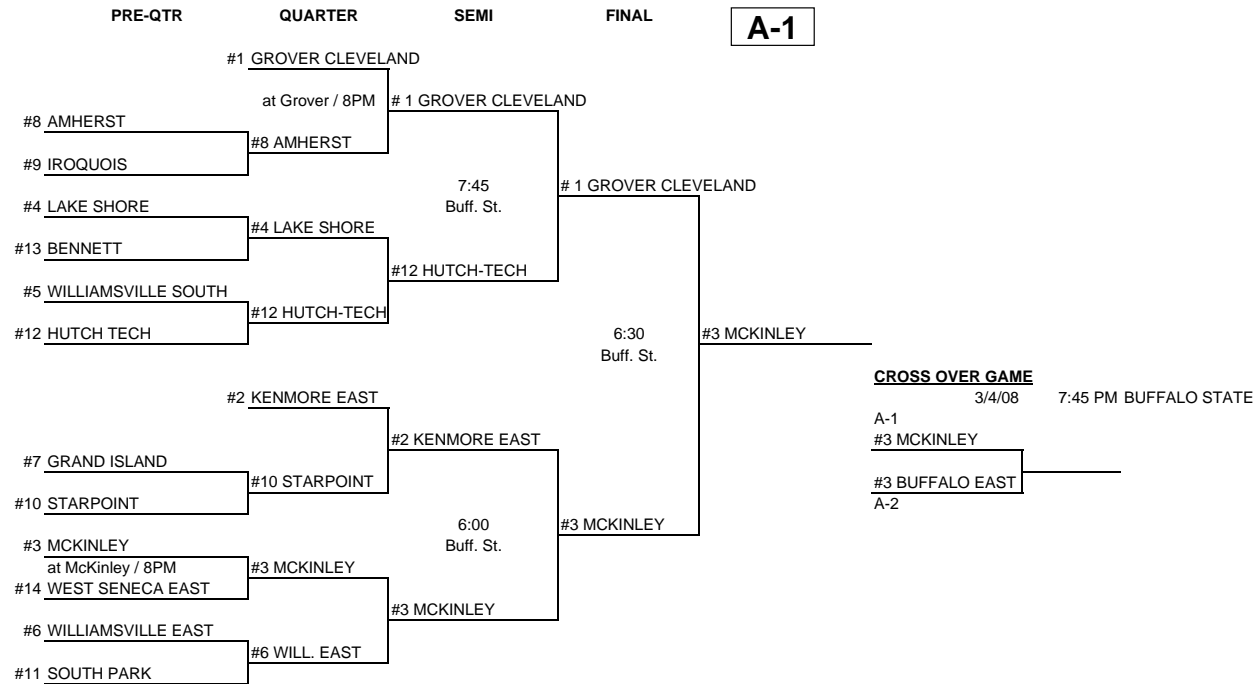 PRE-QTR QUARTER SEMI FINAL A-1
#1 GROVER CLEVELAND
at Grover / 8PM # 1 GROVER CLEVELAND
#8 AMHERST
#8 AMHERST
#9 IROQUOIS
7:45 # 1 GROVER CLEVELAND
#4 LAKE SHORE Buff. St.
#4 LAKE SHORE
#13 BENNETT
#12 HUTCH-TECH
#5 WILLIAMSVILLE SOUTH
#12 HUTCH-TECH
#12 HUTCH TECH 6:30 #3 MCKINLEY
Buff. St.
CROSS OVER GAME
#2 KENMORE EAST 3/4/08 7:45 PM BUFFALO STATE
A-1
#2 KENMORE EAST #3 MCKINLEY
#7 GRAND ISLAND
#10 STARPOINT #3 BUFFALO EAST
#10 STARPOINT A-2
6:00 #3 MCKINLEY
#3 MCKINLEY Buff. St.
at McKinley / 8PM #3 MCKINLEY
#14 WEST SENECA EAST
#3 MCKINLEY
#6 WILLIAMSVILLE EAST
#6 WILL. EAST
#11 SOUTH PARK